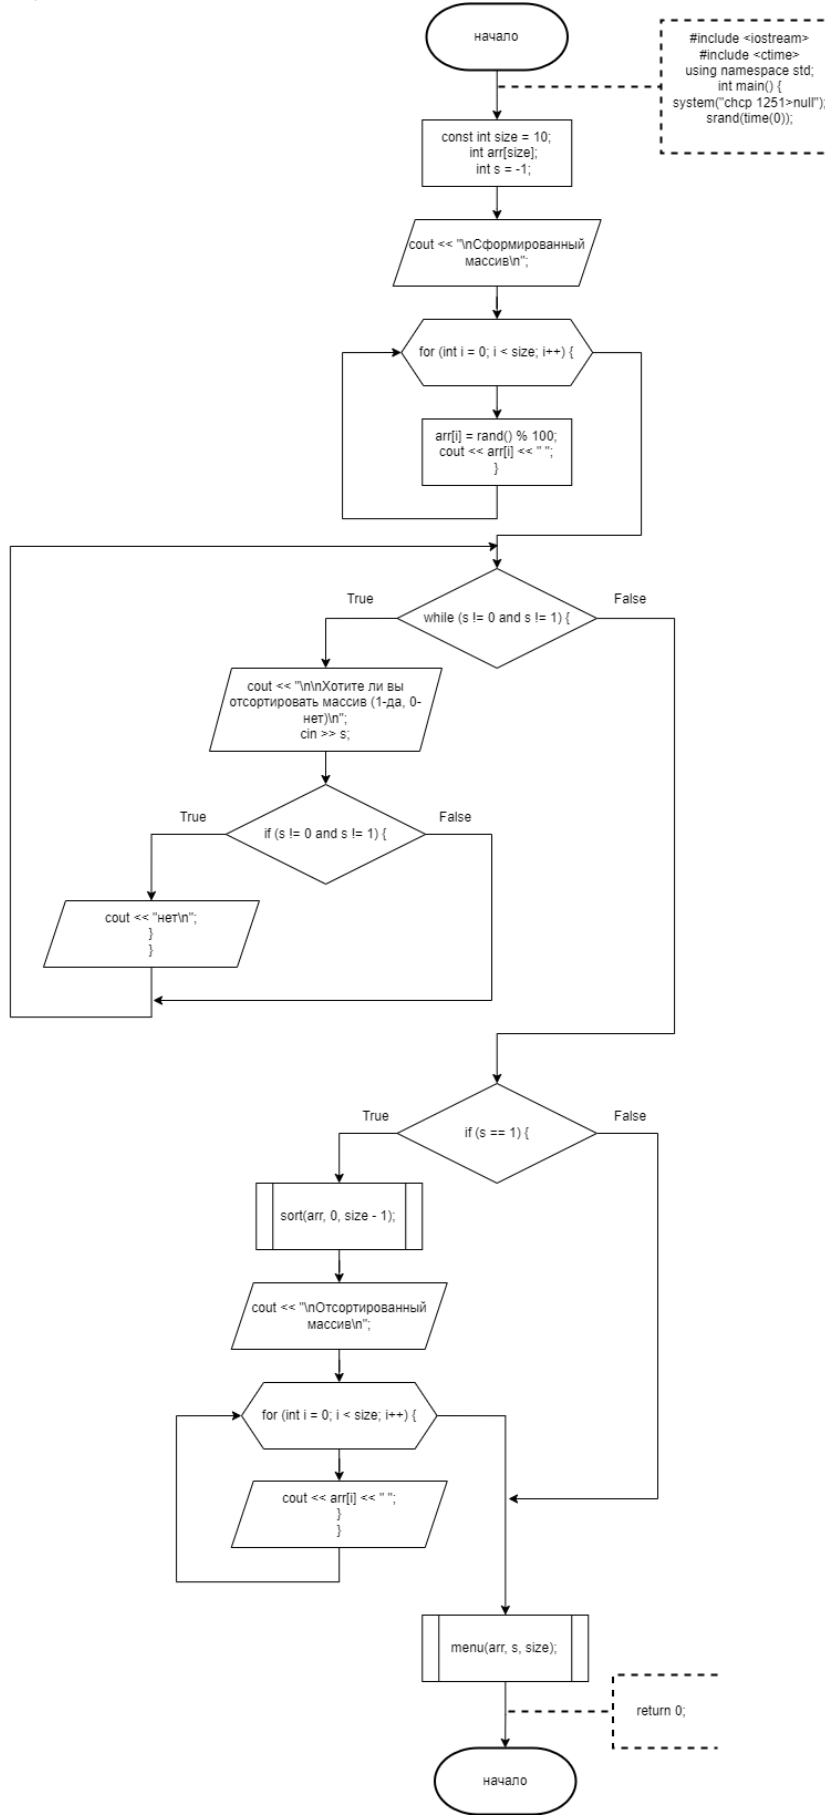 начало
#include <iostream>
#include <ctime>
using namespace std;
int main() {
system("chcp 1251>null");
srand(time(0));
const int size = 10;
int arr[size];
int s = -1;
cout << "\nСформированный
массив\n";
for (int i = 0; i < size; i++) {
arr[i] = rand() % 100;
cout << arr[i] << " ";
}
while (s != 0 and s != 1) {
True
False
cout << "\n\nХотите ли вы
отсортировать массив (1-да, 0-
нет)\n";
cin >> s;
if (s != 0 and s != 1) {
True
False
cout << "нет\n";
}
}
if (s == 1) {
True
False
sort(arr, 0, size - 1);
cout << "\nОтсортированный
массив\n";
for (int i = 0; i < size; i++) {
cout << arr[i] << " ";
}
}
menu(arr, s, size);
return 0;
начало